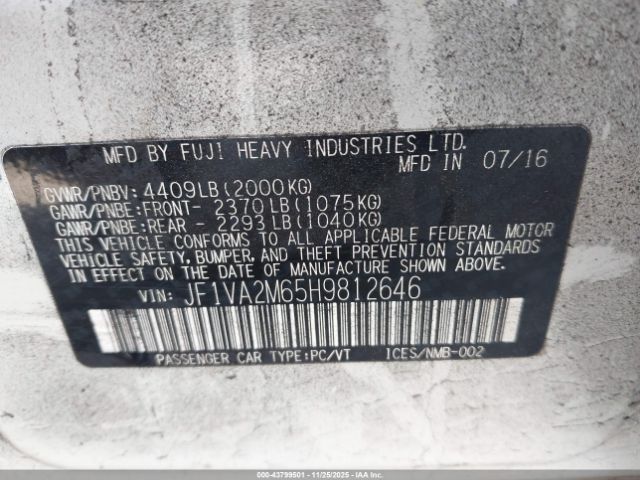 MFD BY FUJI HEAVY INDUSTRIES LTD.
MFD IN 07/16
GVWR/PNBV: 4409LB(2000KG)
GAWR/PNBE:FRONT- 2370LB(1075KG)
GAWR/PNBE:REAR - 2293LB(1040KG)
THIS VEHICLE CONFORMS TO ALL APPLICABLE FEDERAL MOTOR
VEHICLE SAFETY, BUMPER, AND THEFT PREVENTION STANDARDS
IN EFFECT ON THE DATE OF MANUFACTURE SHOWN ABOVE.
VIN: JF1VA2M65H9812646
PASSENGER CAR TYPE:PC/VT ICES/NMB-002
000-43799501 - 11/25/2025 - IAAI.COM